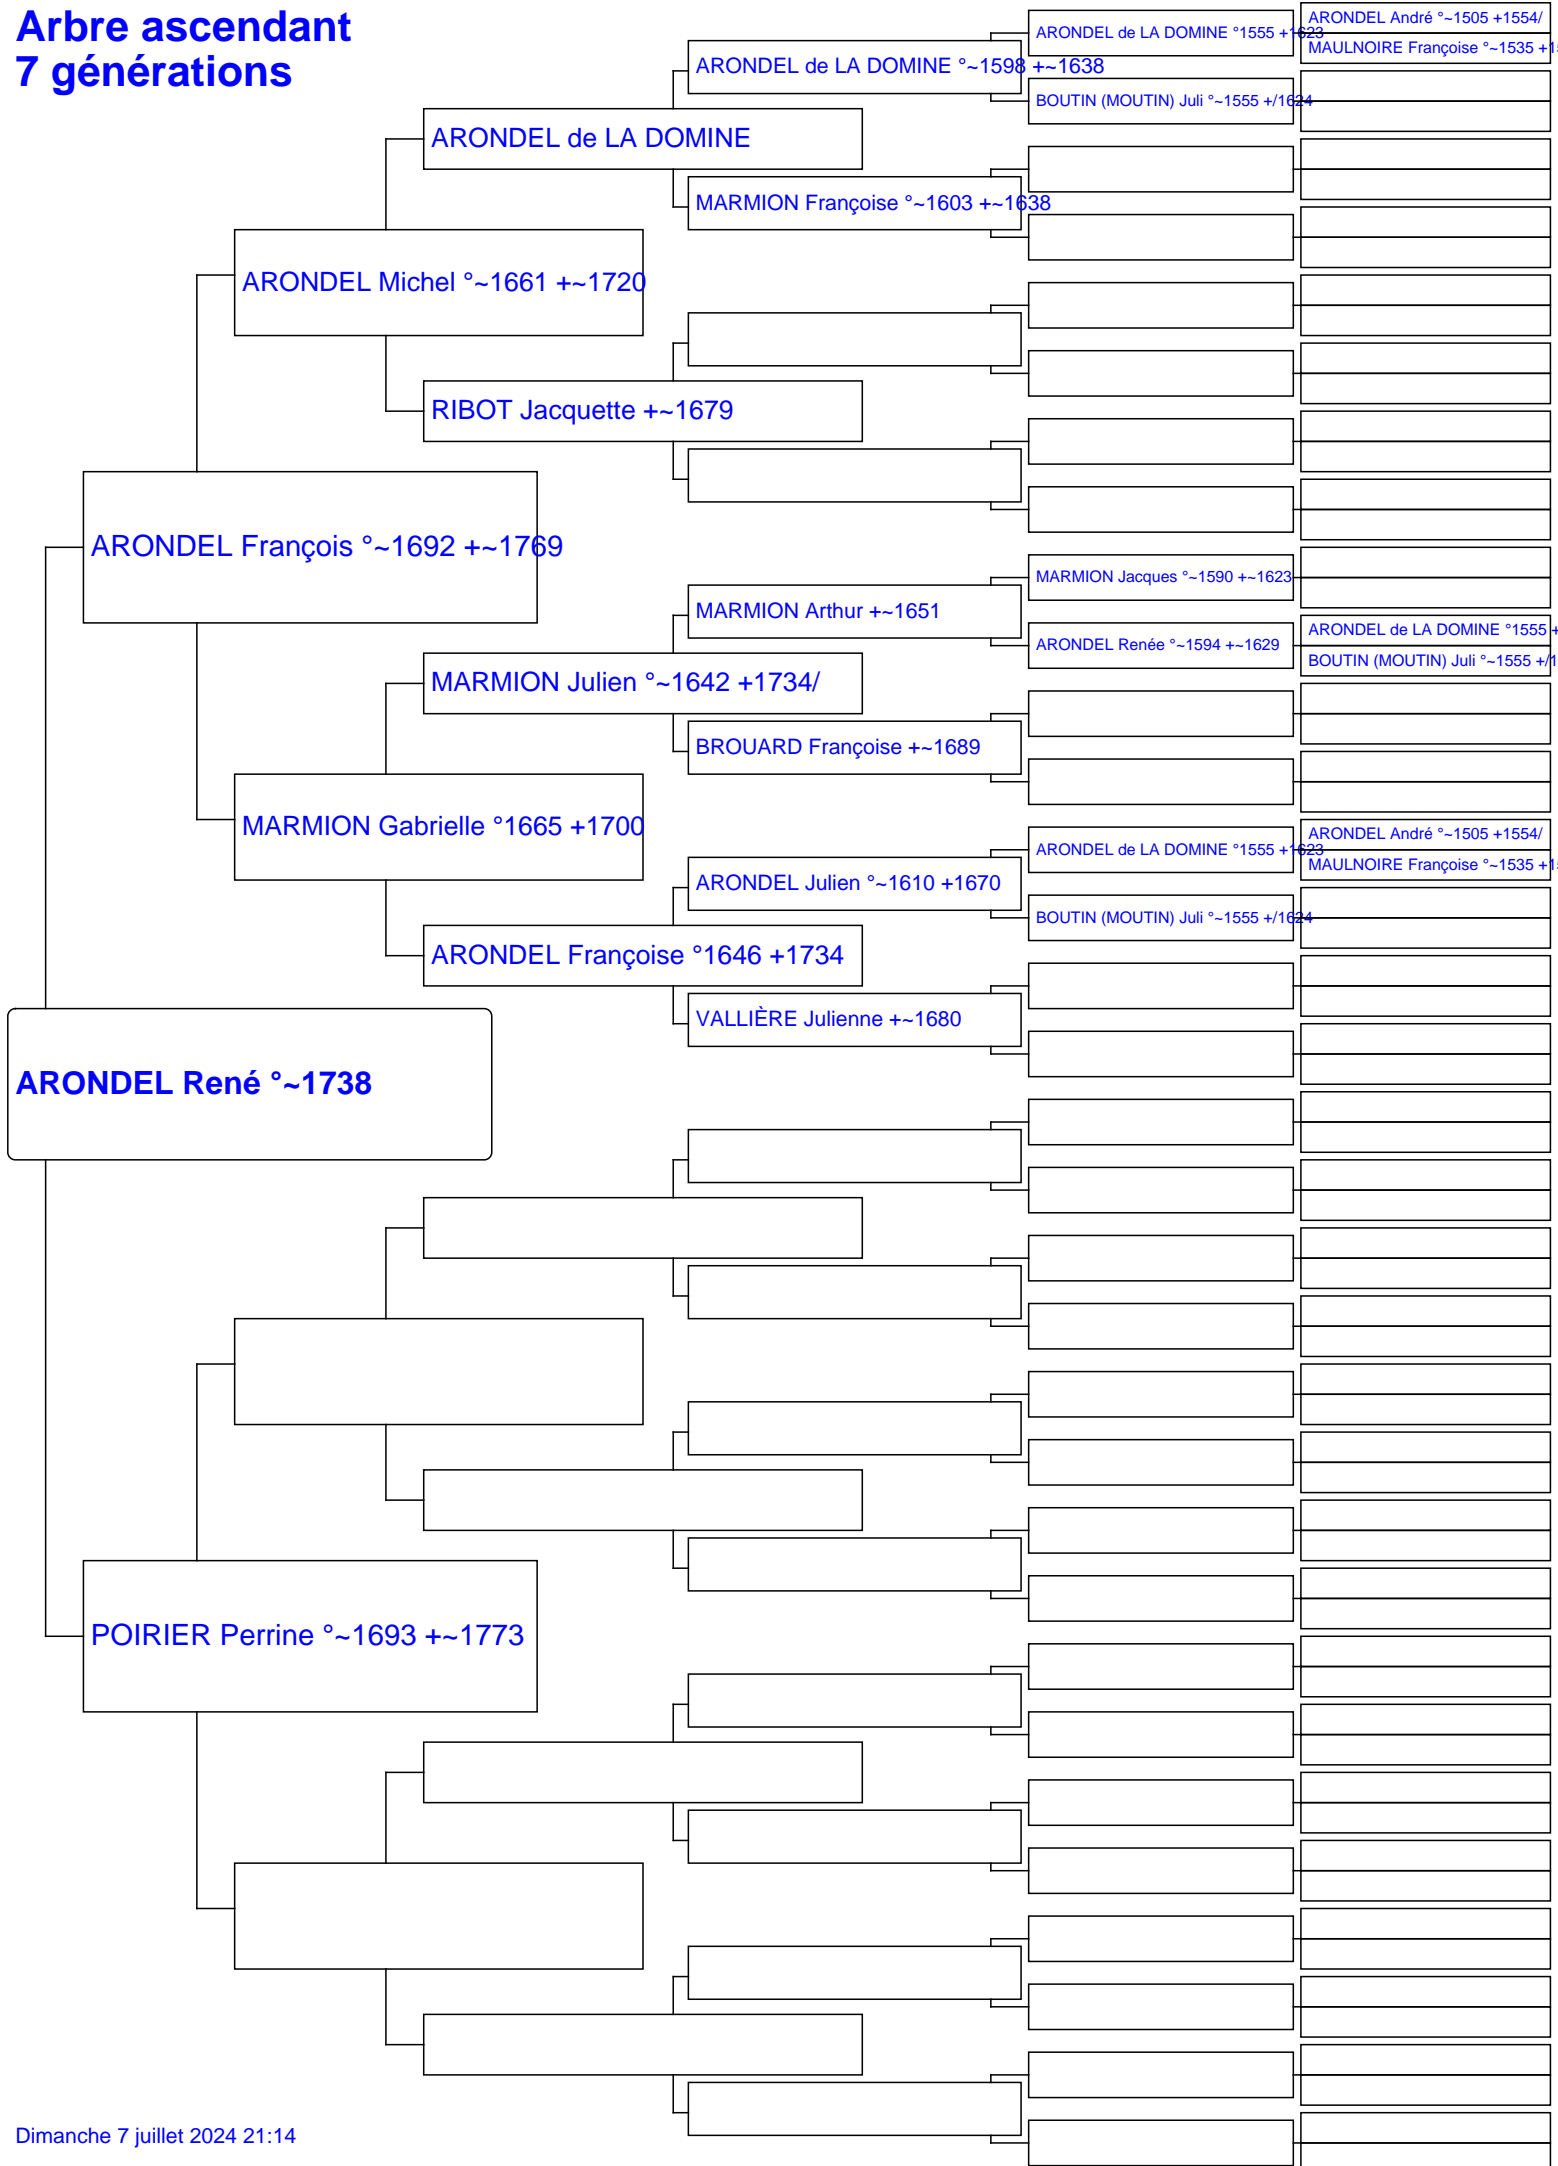 Arbre ascendant
7 générations
ARONDEL André °~1505 +1554/
ARONDEL de LA DOMINE °1555 +1623
MAULNOIRE Françoise °~1535 +1
ARONDEL de LA DOMINE °~1598 +~1638
BOUTIN (MOUTIN) Juli °~1555 +/1624
ARONDEL de LA DOMINE
MARMION Françoise °~1603 +~1638
ARONDEL Michel °~1661 +~1720
RIBOT Jacquette +~1679
ARONDEL François °~1692 +~1769
MARMION Jacques °~1590 +~1623
MARMION Arthur +~1651
ARONDEL de LA DOMINE °1555 +
ARONDEL Renée °~1594 +~1629
BOUTIN (MOUTIN) Juli °~1555 +/1
MARMION Julien °~1642 +1734/
BROUARD Françoise +~1689
MARMION Gabrielle °1665 +1700
ARONDEL André °~1505 +1554/
ARONDEL de LA DOMINE °1555 +1623
MAULNOIRE Françoise °~1535 +1
ARONDEL Julien °~1610 +1670
BOUTIN (MOUTIN) Juli °~1555 +/1624
ARONDEL Françoise °1646 +1734
VALLIÈRE Julienne +~1680
ARONDEL René °~1738
POIRIER Perrine °~1693 +~1773
Dimanche 7 juillet 2024 21:14